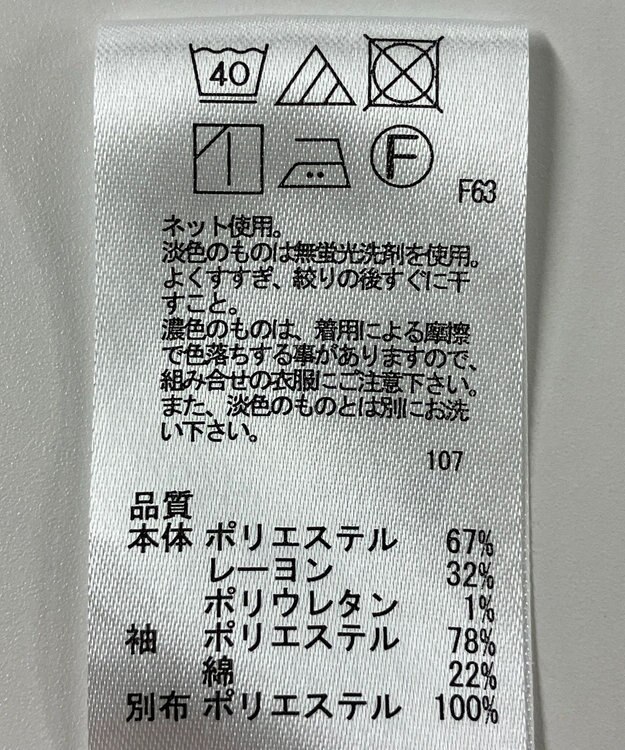 40
F
F63
ネット使用。
淡色のものは無蛍光洗剤を使用。
よくすすぎ、絞りの後すぐに干
すこと。
濃色のものは、着用による摩擦
で色落ちする事がありますので、
組み合せの衣服にご注意下さい。
また、淡色のものとは別にお洗
い下さい。
107
品質
本体 ポリエステル 67%
レーヨン 32%
ポリウレタン 1%
袖 ポリエステル 78%
綿 22%
別布 ポリエステル 100%